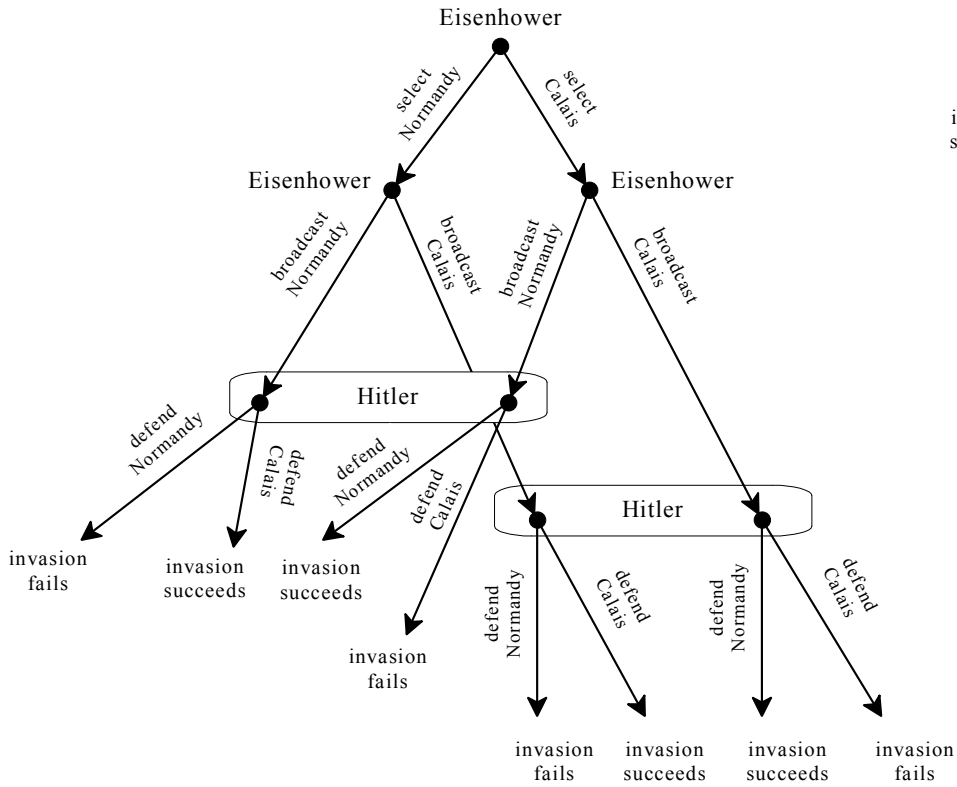 Eisenhower
select
Normandy
select
Calais
i
s
Eisenhower
Eisenhower
broadcast
Normandy
broadcast
Calais
broadcast
Normandy
broadcast
Calais
Hitler
defend
Normandy
defend
Calais
defend
Normandy
defend
Calais
Hitler
invasion
fails
invasion
succeeds
invasion
succeeds
invasion
fails
defend
Normandy
defend
Calais
defend
Normandy
defend
Calais
invasion
fails
invasion
succeeds
invasion
succeeds
invasion
fails